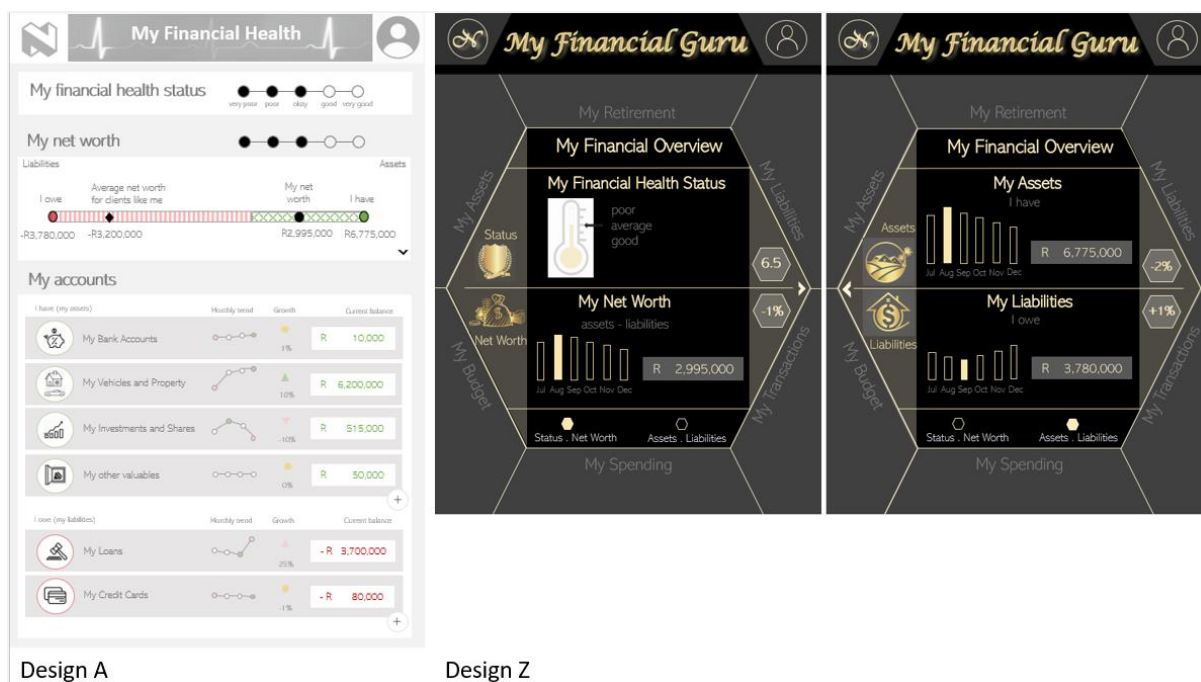 My Financial Health
My financial health status
very poor poor okay good very good
My net worth
Liabilities Assets
I owe Average net worth for clients like me My net worth I have
-R3,780,000 -R3,200,000 R2,995,000 R6,775,000
My accounts
I have (my assets) Monthly trend Growth Current balance
My Bank Accounts 1% R 10,000
My Vehicles and Property 10% R 6,200,000
My Investments and Shares -10% R 515,000
My other valuables 0% R 50,000
+
I owe (my liabilities) Monthly trend Growth Current balance
My Loans 25% - R 3,700,000
My Credit Cards -1% - R 80,000
+
Design A
N My Financial Guru
My Retirement
My Assets
My Liabilities
My Budget
My Transactions
My Spending
My Financial Overview
My Financial Health Status
poor
average
good
Status
6.5
My Net Worth
assets - liabilities
Net Worth
-1%
R 2,995,000
Jul Aug Sep Oct Nov Dec
Status . Net Worth Assets . Liabilities
N My Financial Guru
My Retirement
My Assets
My Liabilities
My Budget
My Transactions
My Spending
My Financial Overview
My Assets
I have
Assets
R 6,775,000
-2%
Jul Aug Sep Oct Nov Dec
My Liabilities
I owe
$
Liabilities
+1%
R 3,780,000
Jul Aug Sep Oct Nov Dec
Status . Net Worth Assets . Liabilities
Design Z